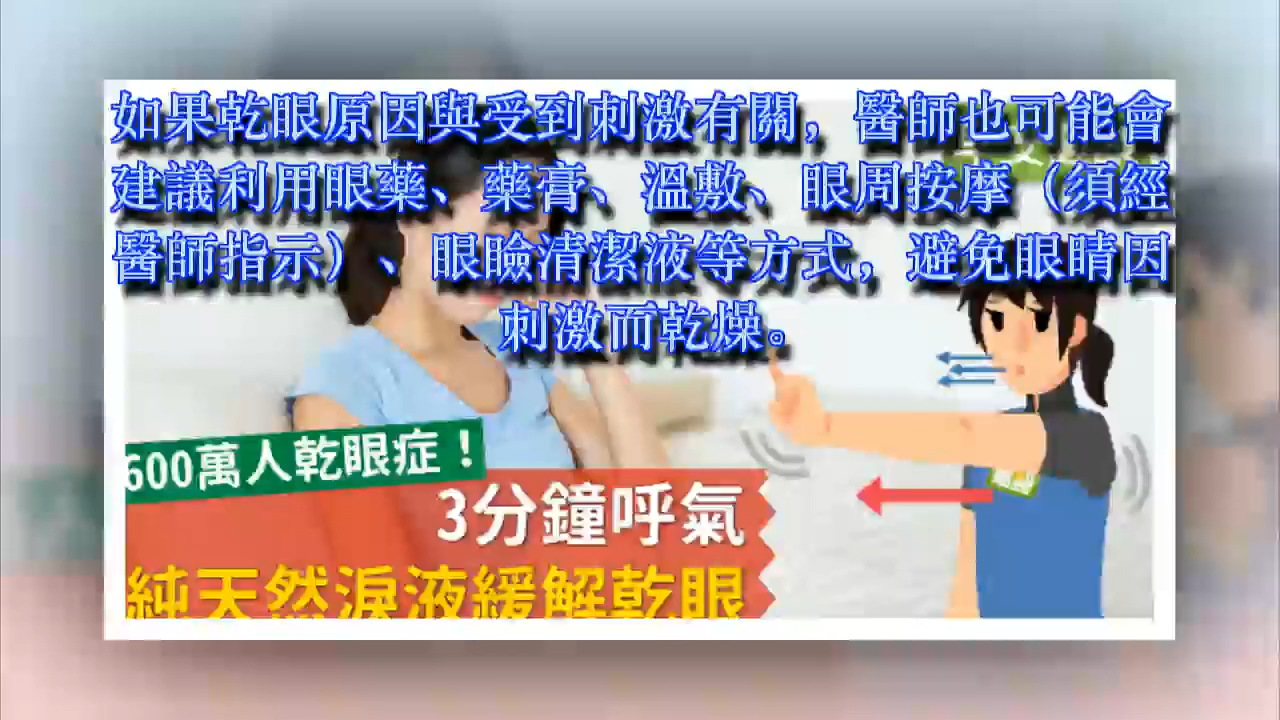 如果乾眼原因與受到刺激有關，醫師也可能會
建議利用眼藥、藥膏、溫敷、眼周按摩（須經
醫師指示）、眼瞼清潔液等方式，避免眼睛因
刺激而乾燥。
600萬人乾眼症！
3分鐘呼氣
純天然淚液緩解乾眼